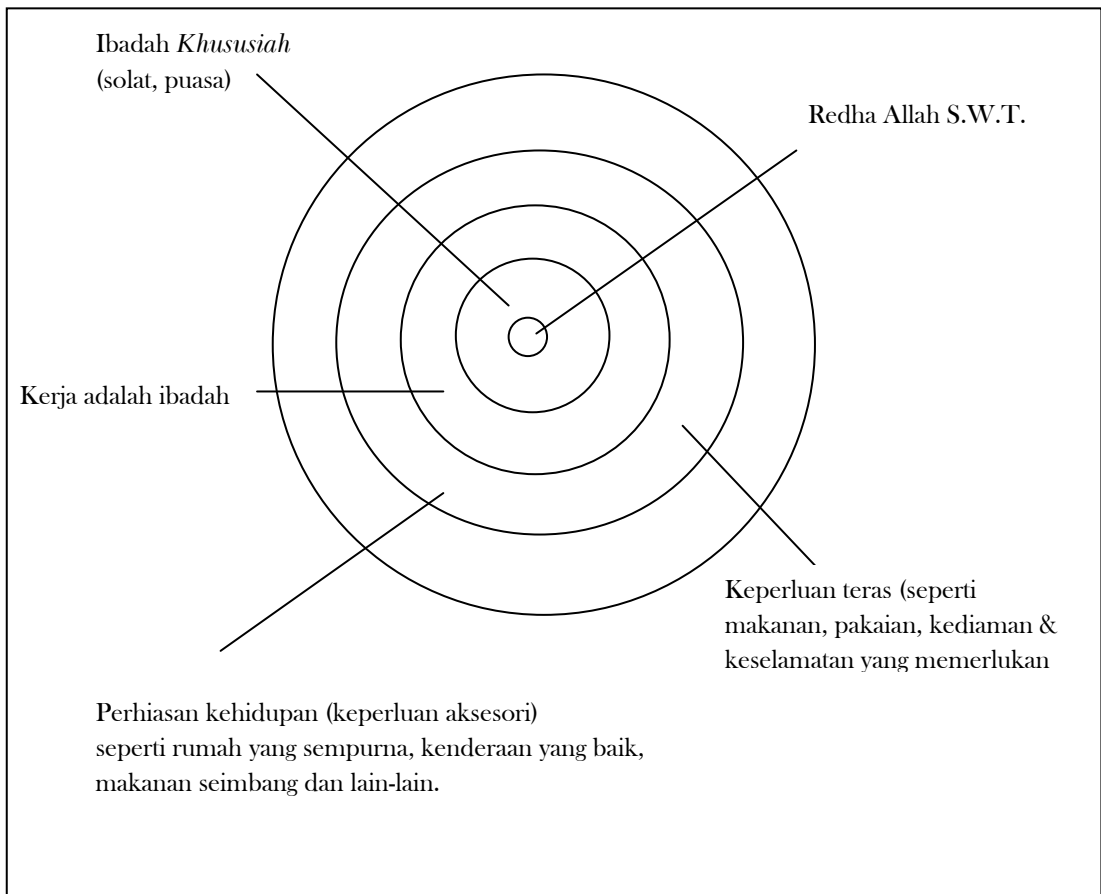 Ibadah Khususiah
(solat, puasa)
Redha Allah S.W.T.
Kerja adalah ibadah
Keperluan teras (seperti
makanan, pakaian, kediaman &
keselamatan yang memerlukan
Perhiasan kehidupan (keperluan aksesori)
seperti rumah yang sempurna, kenderaan yang baik,
makanan seimbang dan lain-lain.